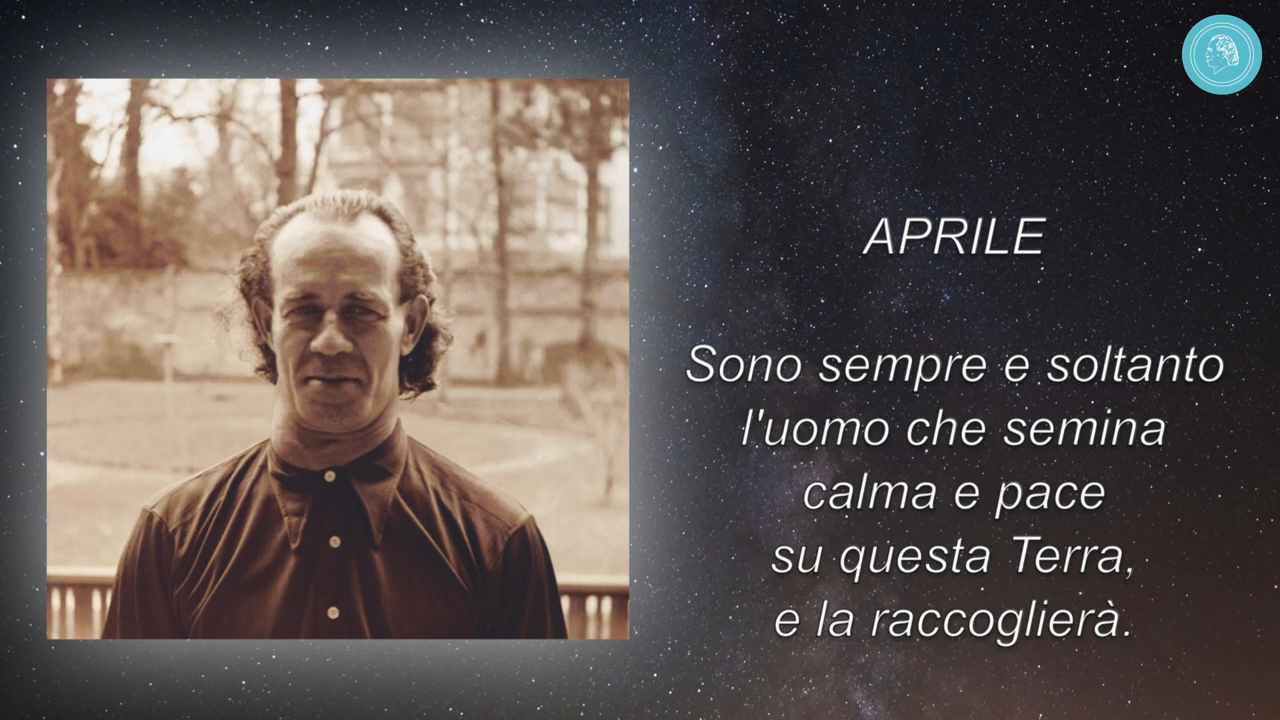 APRILE
Sono sempre e soltanto
l'uomo che semina
calma e pace
su questa Terra,
e la raccoglierà.